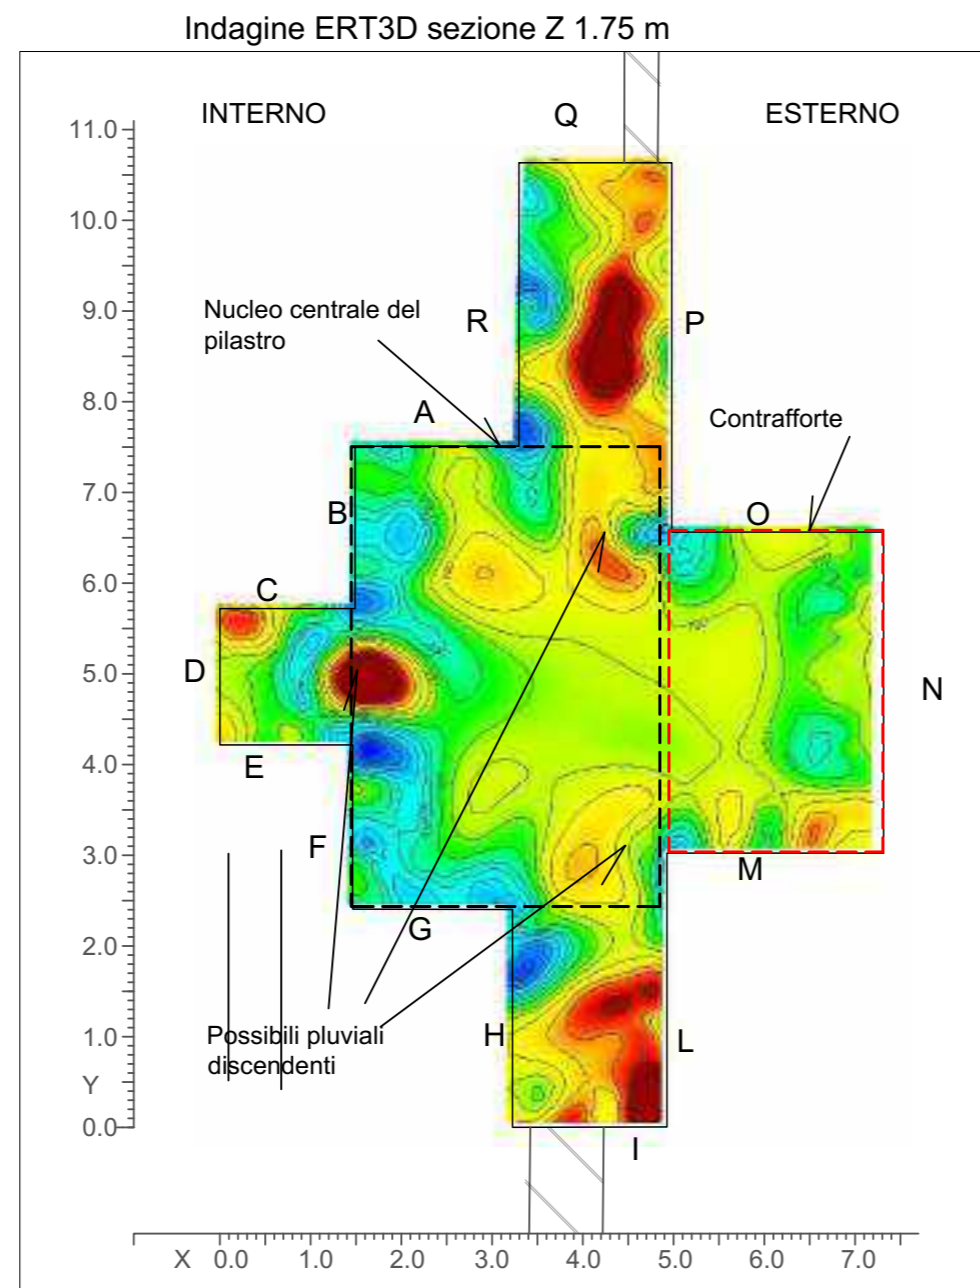 Indagine ERT3D sezione Z 1.75 m
INTERNO
Q
ESTERNO
11.0
10.0
9.0
8.0
7.0
6.0
5.0
4.0
3.0
2.0
1.0
Y
0.0
Nucleo centrale del
pilastro
R
P
A
Contrafforte
B
O
C
D
N
E
F
M
G
Possibili pluviali
discendenti
H
L
I
X 0.0 1.0 2.0 3.0 4.0 5.0 6.0 7.0